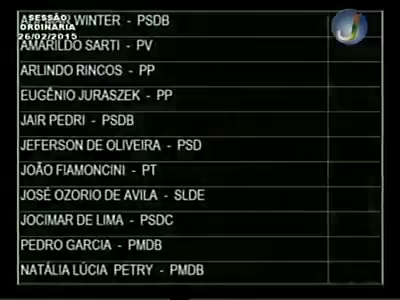 SESSÃO
ORDINÁRIA
26/02/2015
WINTER - PSDB
AMARILDO SARTI - PV
ARLINDO RINCOS - PP
EUGÊNIO JURASZEK - PP
JAIR PEDRI - PSDB
JEFERSON DE OLIVEIRA - PSD
JOÃO FIAMONCINI - PT
JOSÉ OZORIO DE AVILA - SLDE
JOCIMAR DE LIMA - PSDC
PEDRO GARCIA - PMDB
NATÁLIA LÚCIA PETRY - PMDB